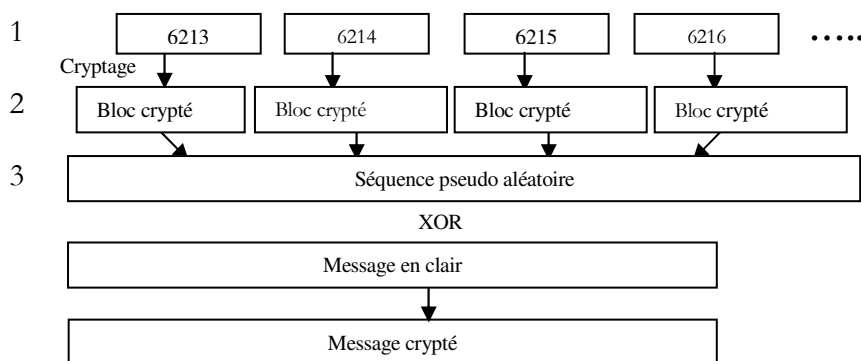 1 6213 6214 6215 6216 .....
Cryptage
2 Bloc crypté Bloc crypté Bloc crypté Bloc crypté
3 Séquence pseudo aléatoire
XOR
Message en clair
Message crypté